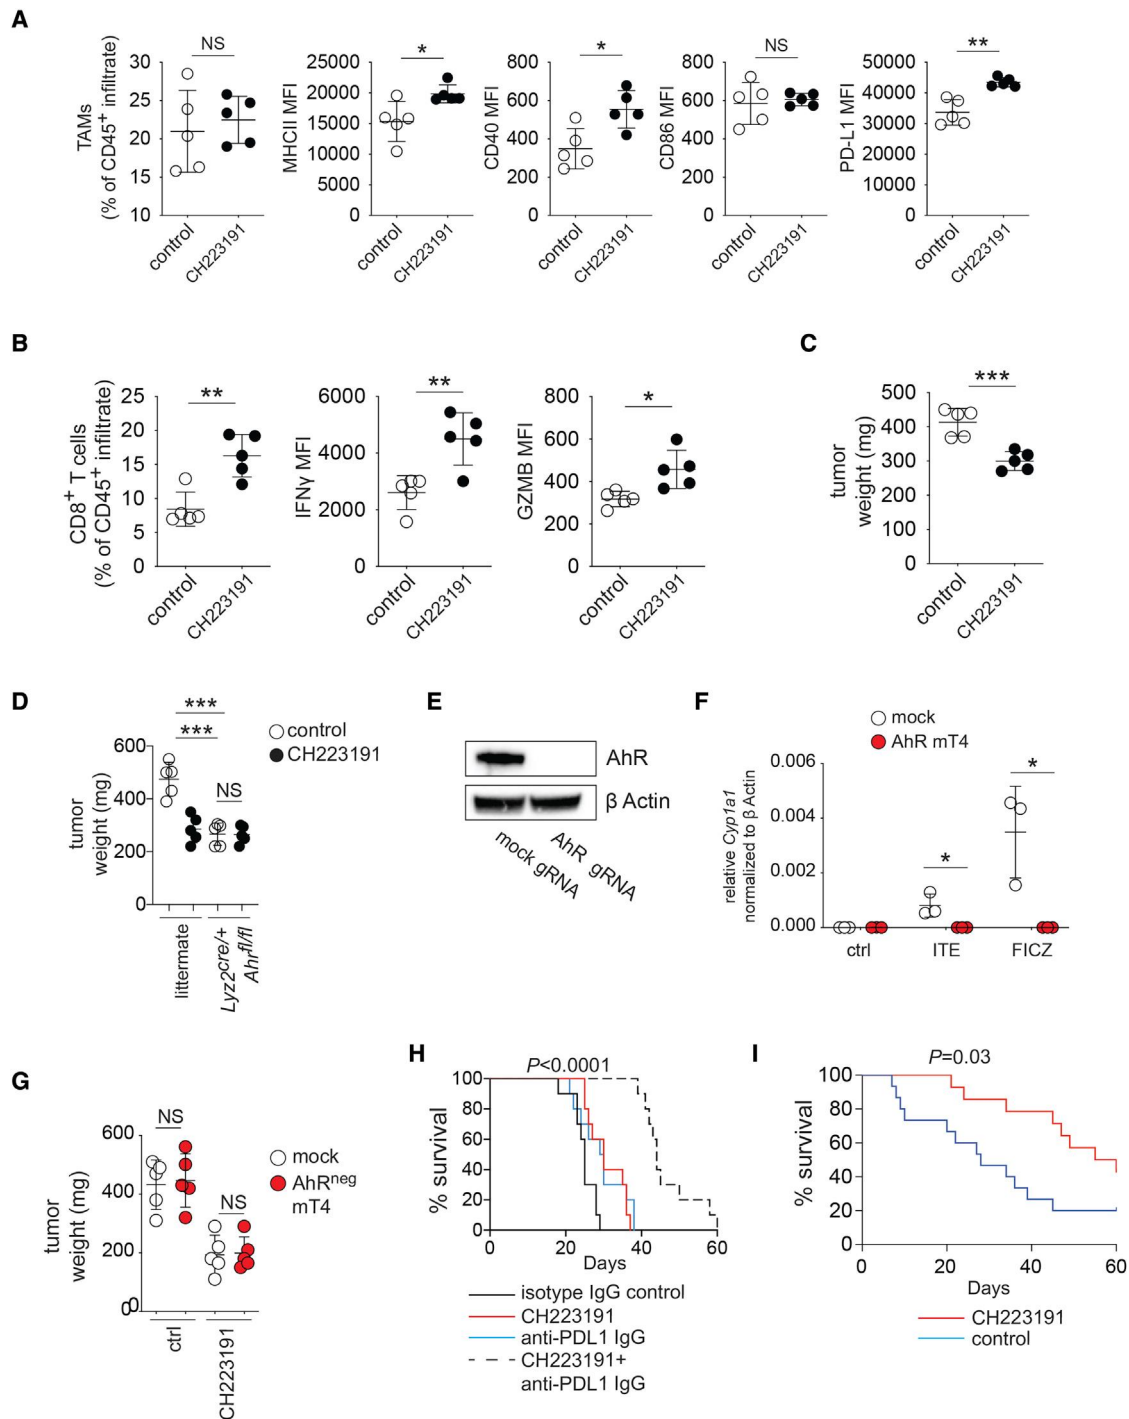 A
TAMs
(% of CD45+ infiltrate)
30
25
20
15
10
NS
control
CH223191
MHCII MFI
25000
20000
15000
10000
5000
0
*
control
CH223191
CD40 MFI
800
600
400
200
0
*
control
CH223191
CD86 MFI
800
600
400
200
0
NS
control
CH223191
PD-L1 MFI
50000
40000
30000
20000
10000
0
**
control
CH223191
B
CD8+ T cells
(% of CD45+ infiltrate)
25
20
15
10
5
0
**
control
CH223191
IFNγ MFI
6000
4000
2000
0
**
control
CH223191
GZMB MFI
800
600
400
200
0
*
control
CH223191
C
tumor
weight (mg)
500
400
300
200
100
0
***
control
CH223191
D
tumor
weight (mg)
600
400
200
0
***
***
NS
control
CH223191
littermate
Lyz2cre/+
Ahrfl/fl
E
AhR
β Actin
mock gRNA
AhR gRNA
F
mock
AhR mT4
relative Cyp1a1
normalized to β Actin
0.006
0.004
0.002
0.000
*
*
ctrl
ITE
FICZ
G
tumor
weight (mg)
600
400
200
0
0
NS
NS
mock
AhRneg
mT4
ctrl
CH223191
H
P<0.0001
% survival
100
80
60
40
20
0
0
20
40
60
Days
isotype IgG control
CH223191
anti-PDL1 IgG
CH223191+
anti-PDL1 IgG
I
P=0.03
% survival
100
80
60
40
20
0
0
20
40
60
Days
CH223191
control